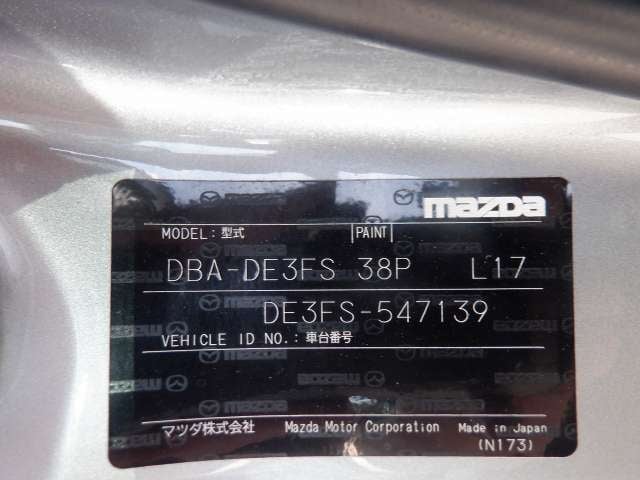 mazda
MODEL: 型式 PAINT
DBA-DE3FS 38P L17
DE3FS-547139
VEHICLE ID NO.: 車台番号
マツダ株式会社 Mazda Motor Corporation Made in Japan
(N173)